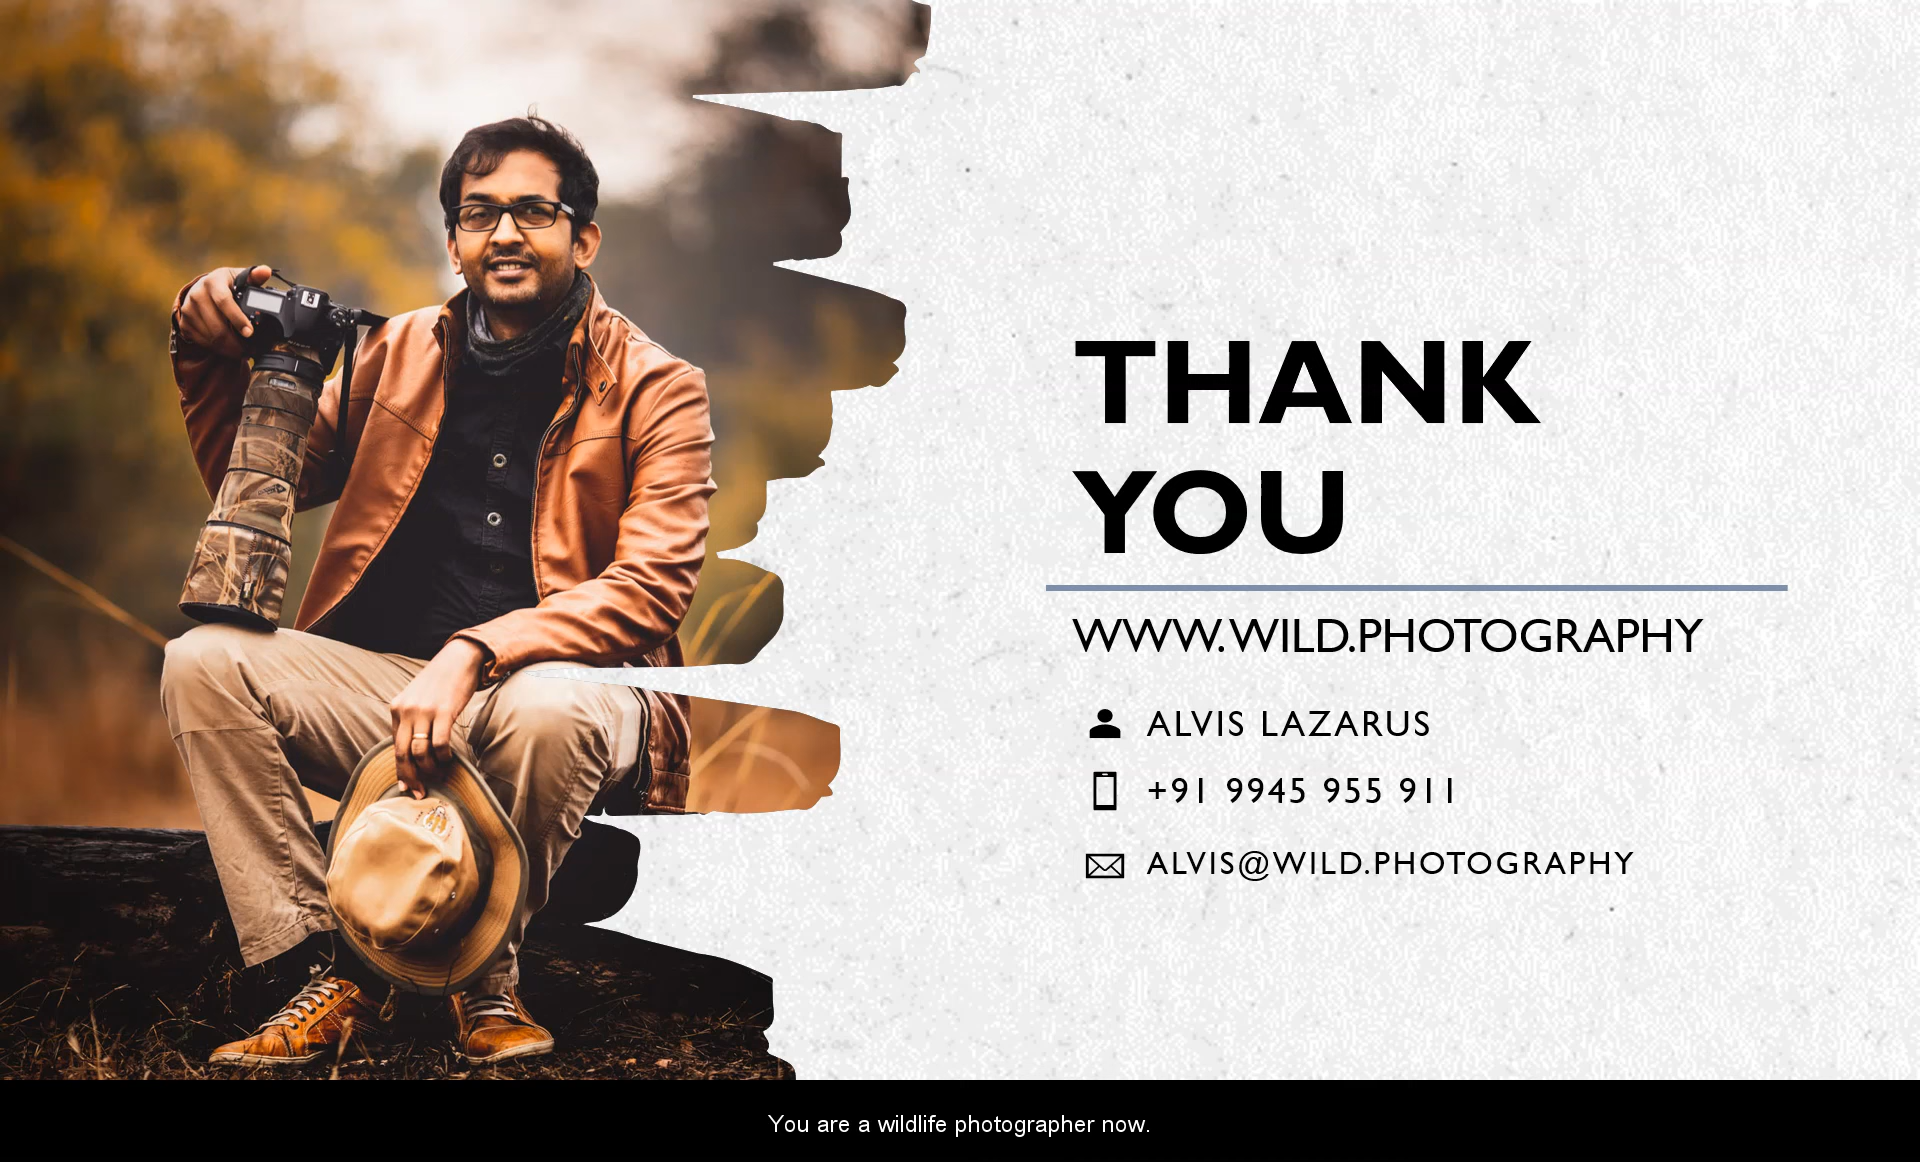 THANK
YOU
WWW.WILD.PHOTOGRAPHY
ALVIS LAZARUS
+91 9945 955 911
ALVIS@WILD.PHOTOGRAPHY
You are a wildlife photographer now.